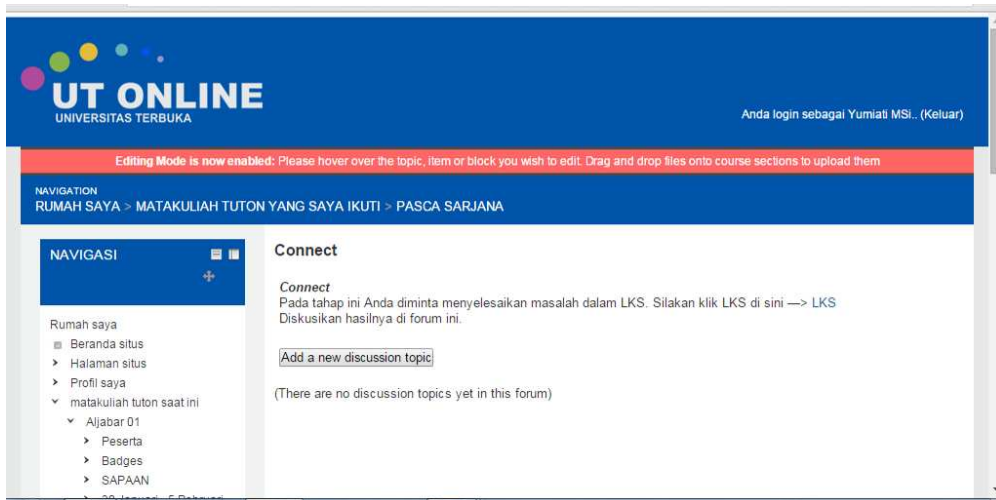 UT ONLINE
UNIVERSITAS TERBUKA
Anda login sebagai Yumiati MSi.. (Keluar)
Editing Mode is now enabled: Please hover over the topic, item or block you wish to edit. Drag and drop files onto course sections to upload them
NAVIGATION
RUMAH SAYA > MATAKULIAH TUTON YANG SAYA IKUTI > PASCA SARJANA
NAVIGASI
Rumah saya
Beranda situs
Halaman situs
Profil saya
matakuliah tuton saat ini
Aljabar 01
Peserta
Badges
SAPAAN
Connect
Connect
Pada tahap ini Anda diminta menyelesaikan masalah dalam LKS. Silakan klik LKS di sini —> LKS
Diskusikan hasilnya di forum ini.
Add a new discussion topic
(There are no discussion topics yet in this forum)